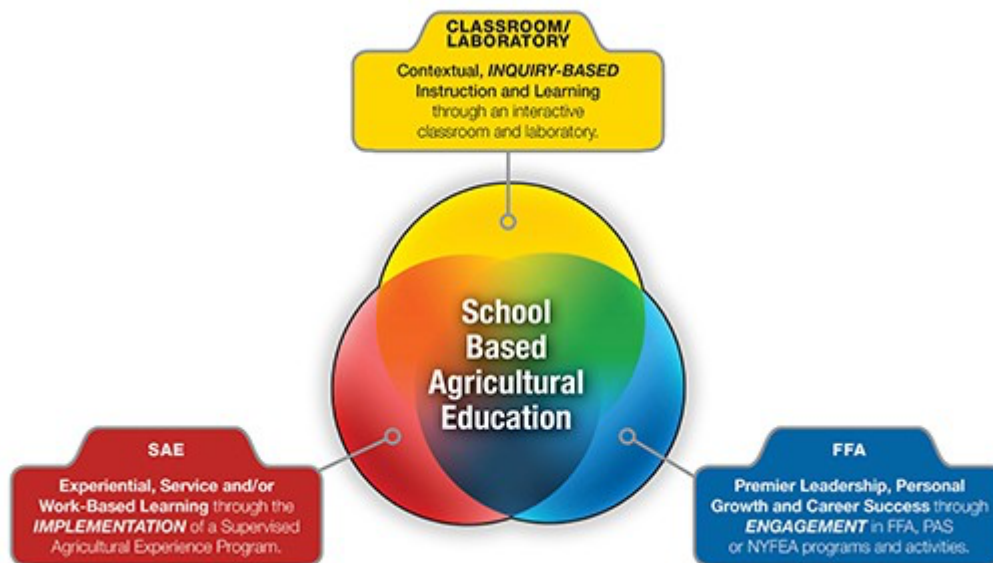 CLASSROOM/
LABORATORY
Contextual, INQUIRY-BASED
Instruction and Learning
through an interactive
classroom and laboratory.
School
Based
Agricultural
Education
SAE
Experiential, Service and/or
Work-Based Learning through the
IMPLEMENTATION of a Supervised
Agricultural Experience Program.
FFA
Premier Leadership, Personal
Growth and Career Success through
ENGAGEMENT in FFA, PAS
or NYFEA programs and activities.